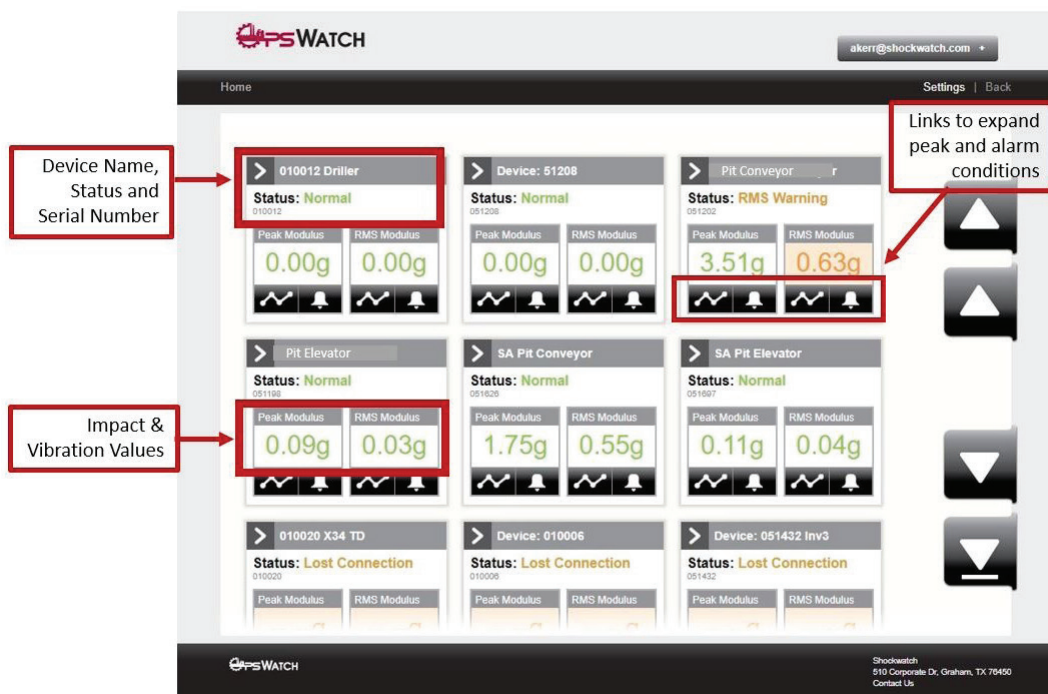 OPSWATCH
akerr@shockwatch.com +
Home
Settings | Back
Links to expand
peak and alarm
conditions
Device Name,
Status and
Serial Number
010012 Driller
Status: Normal
010012
Peak Modulus RMS Modulus
0.00g 0.00g
Device: 51208
Status: Normal
051208
Peak Modulus RMS Modulus
0.00g 0.00g
Pit Conveyor
Status: RMS Warning
051202
Peak Modulus RMS Modulus
3.51g 0.63g
Impact &
Vibration Values
Pit Elevator
Status: Normal
051198
Peak Modulus RMS Modulus
0.09g 0.03g
SA Pit Conveyor
Status: Normal
051626
Peak Modulus RMS Modulus
1.75g 0.55g
SA Pit Elevator
Status: Normal
051697
Peak Modulus RMS Modulus
0.11g 0.04g
010020 X34 TD
Status: Lost Connection
010020
Peak Modulus RMS Modulus
Device: 010006
Status: Lost Connection
010006
Peak Modulus RMS Modulus
Device: 051432 Inv3
Status: Lost Connection
051432
Peak Modulus RMS Modulus
OPSWATCH
Shockwatch
510 Corporate Dr, Graham, TX 76450
Contact Us